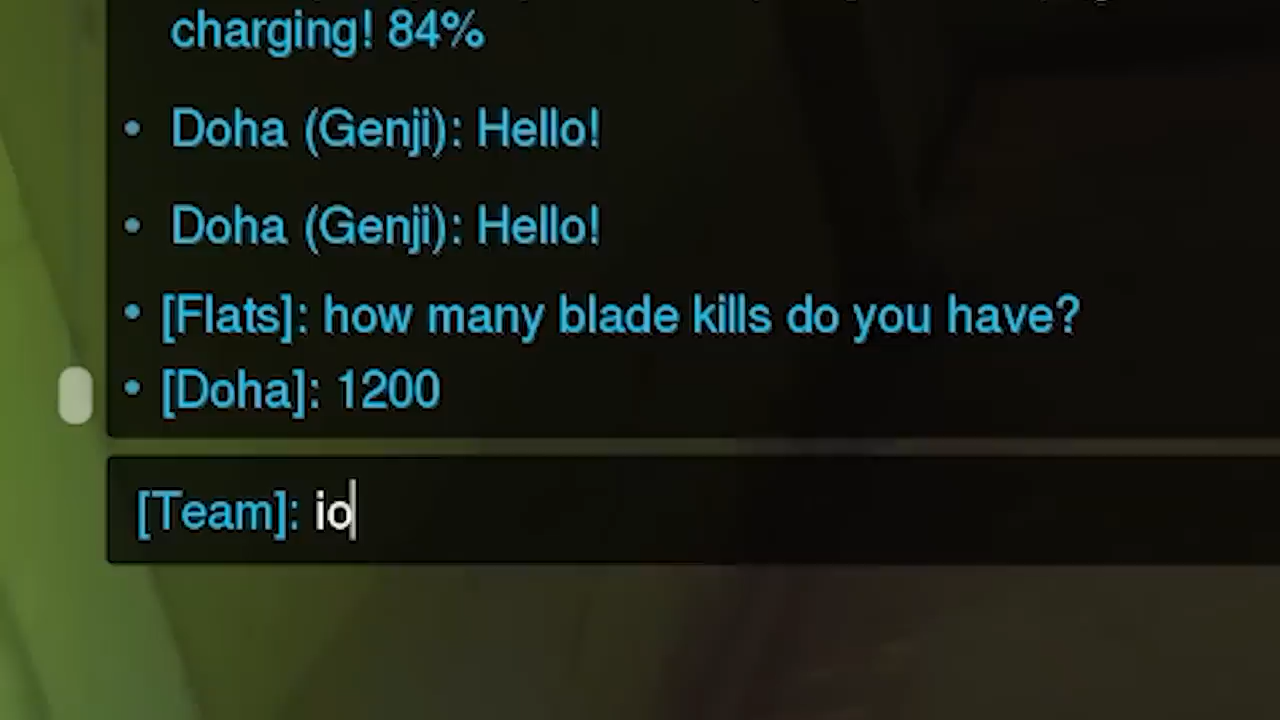 charging! 84%
• Doha (Genji): Hello!
• Doha (Genji): Hello!
• [Flats]: how many blade kills do you have?
• [Doha]: 1200
[Team]: io